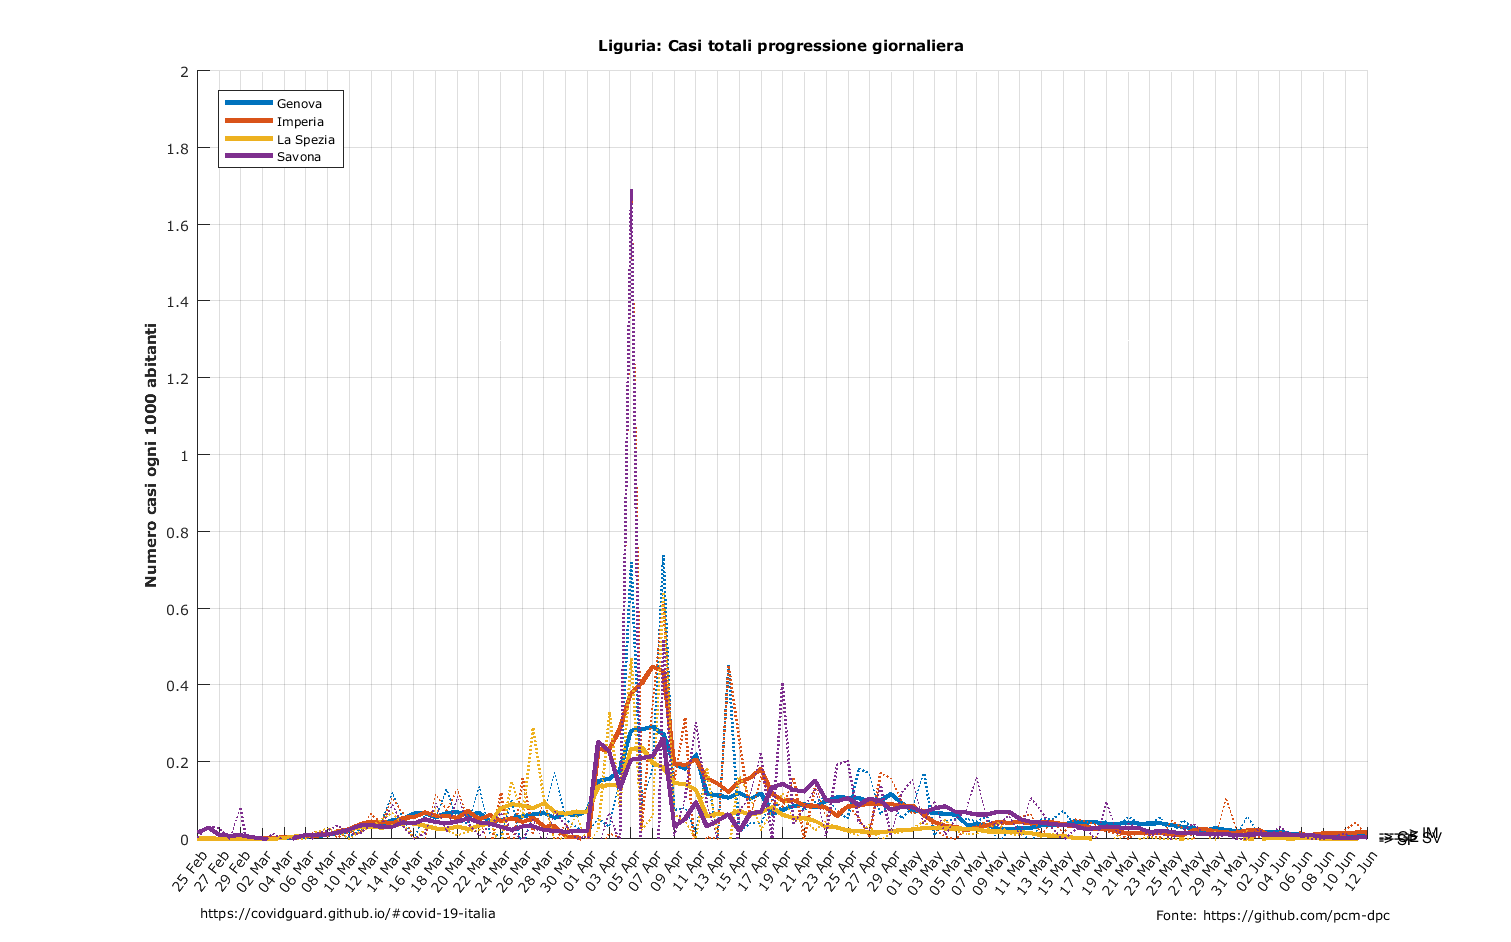 Liguria: Casi totali progressione giornaliera
Numero casi ogni 1000 abitanti
2
1.8
1.6
1.4
1.2
1
0.8
0.6
0.4
0.2
0
Genova
Imperia
La Spezia
Savona
25 Feb
27 Feb
29 Feb
02 Mar
04 Mar
06 Mar
08 Mar
10 Mar
12 Mar
14 Mar
16 Mar
18 Mar
20 Mar
22 Mar
24 Mar
26 Mar
28 Mar
30 Mar
01 Apr
03 Apr
05 Apr
07 Apr
09 Apr
11 Apr
13 Apr
15 Apr
17 Apr
19 Apr
21 Apr
23 Apr
25 Apr
27 Apr
29 Apr
01 May
03 May
05 May
07 May
09 May
11 May
13 May
15 May
17 May
19 May
21 May
23 May
25 May
27 May
29 May
31 May
02 Jun
04 Jun
06 Jun
08 Jun
10 Jun
12 Jun
IM
SV
https://covidguard.github.io/#covid-19-italia
Fonte: https://github.com/pcm-dpc